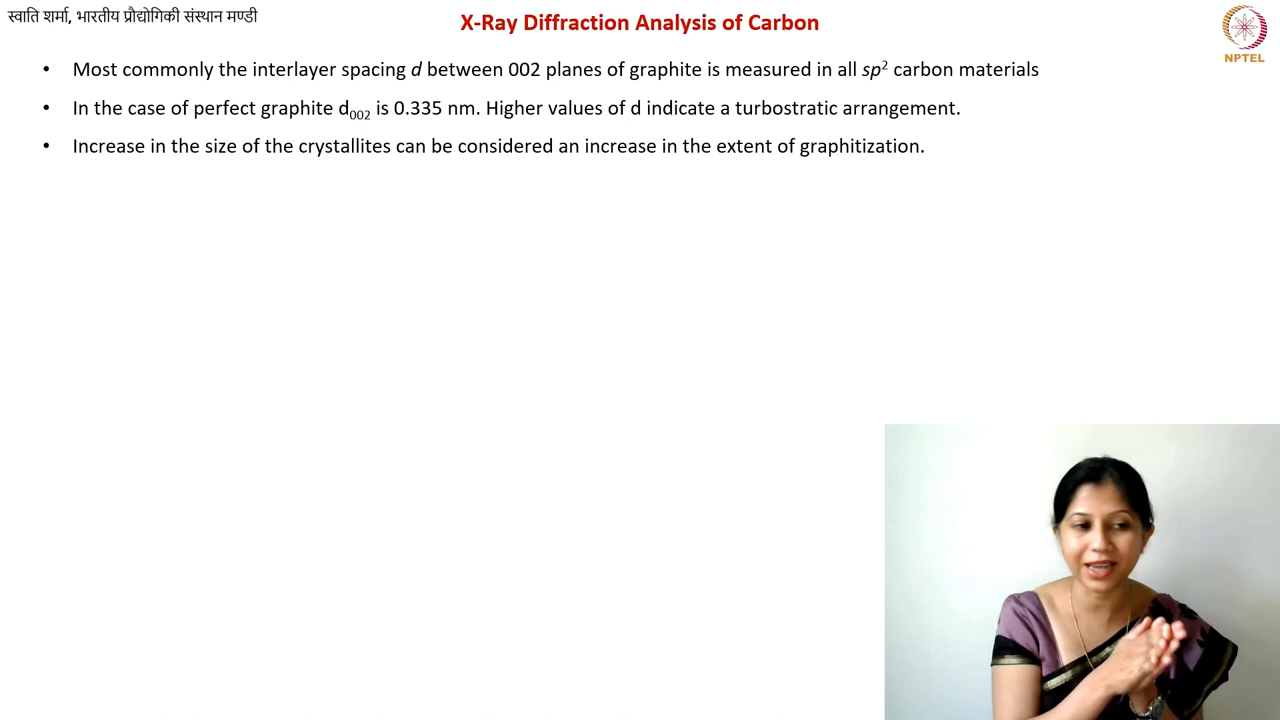 स्वाति शर्मा, भारतीय प्रौद्योगिकी संस्थान मण्डी
X-Ray Diffraction Analysis of Carbon
NPTEL
• Most commonly the interlayer spacing d between 002 planes of graphite is measured in all sp² carbon materials
• In the case of perfect graphite d₀₀₂ is 0.335 nm. Higher values of d indicate a turbostratic arrangement.
• Increase in the size of the crystallites can be considered an increase in the extent of graphitization.